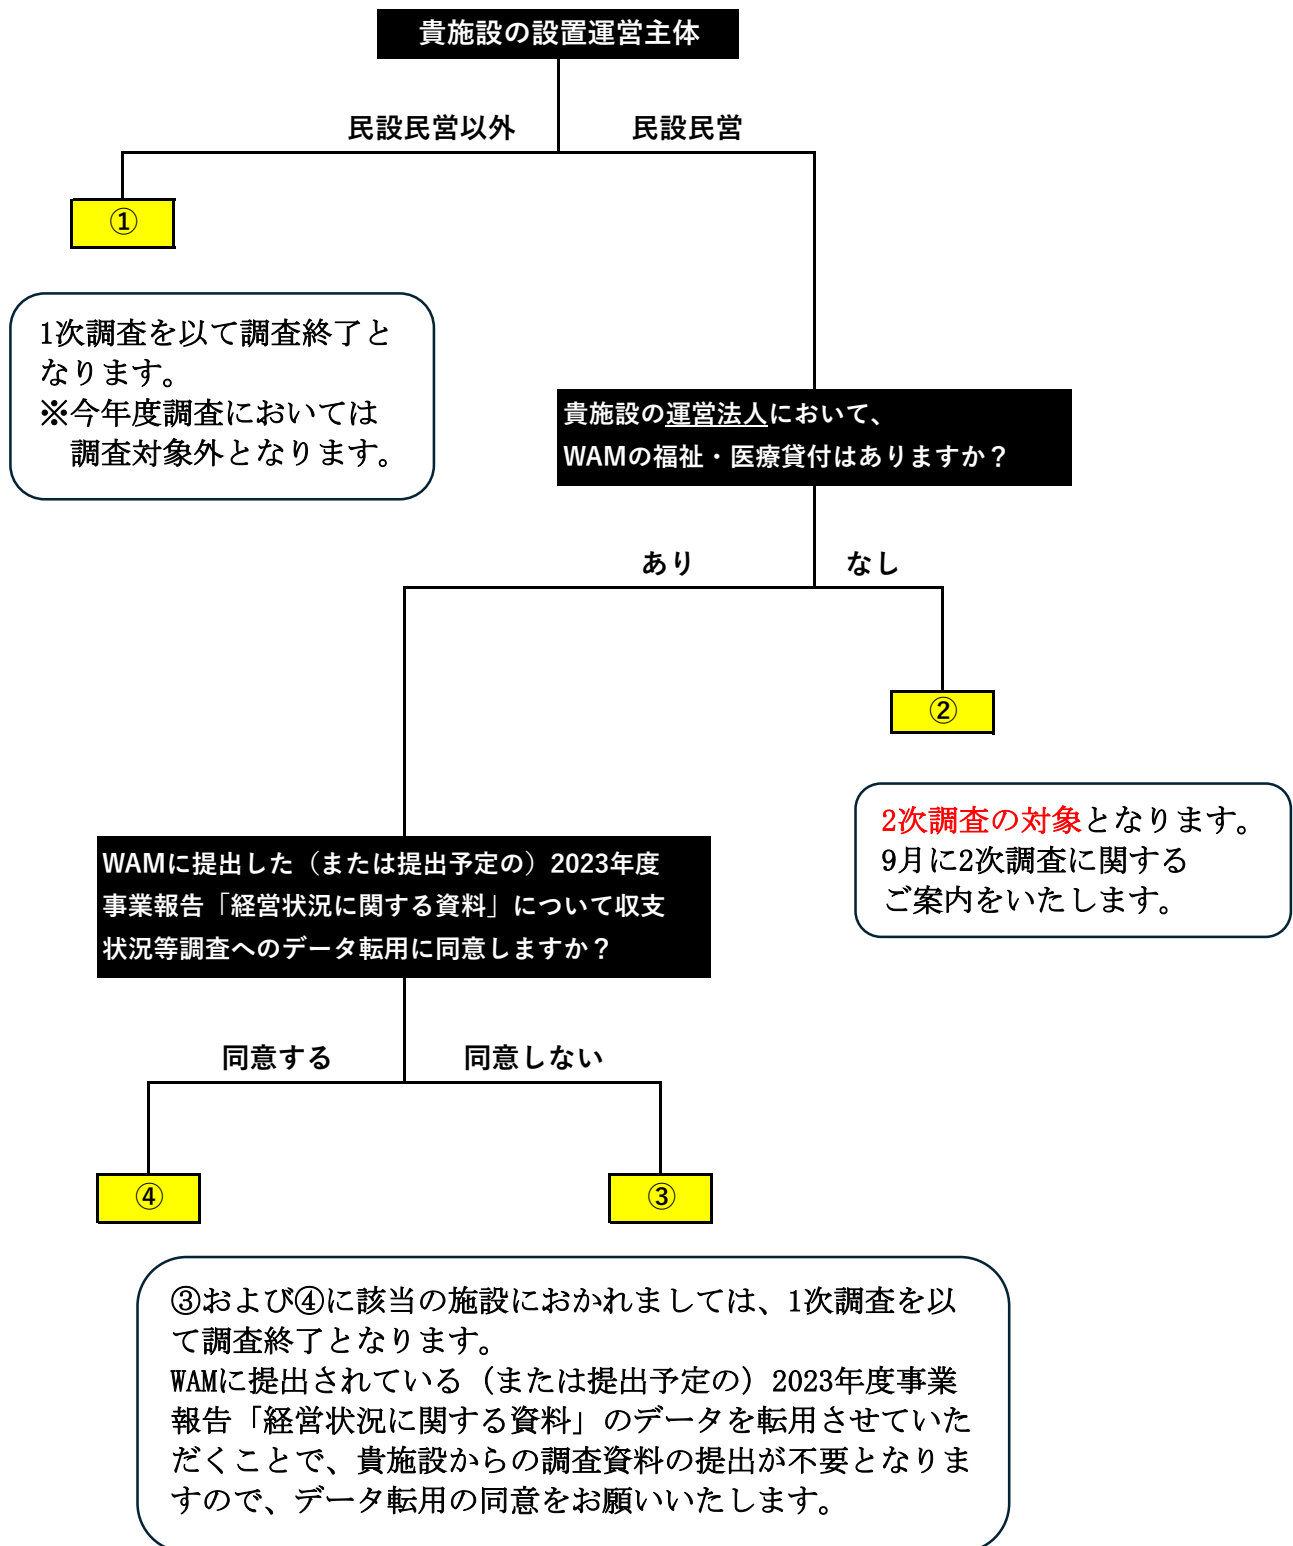 貴施設の設置運営主体
民設民営以外
民設民営
①
1次調査を以て調査終了と
なります。
※今年度調査においては
調査対象外となります。
貴施設の運営法人において、
WAMの福祉・医療貸付はありますか？
あり
なし
②
2次調査の対象となります。
9月に2次調査に関する
ご案内をいたします。
WAMに提出した（または提出予定の）2023年度
事業報告「経営状況に関する資料」について収支
状況等調査へのデータ転用に同意しますか？
同意する
同意しない
④
③
③および④に該当の施設におかれましては、1次調査を以
て調査終了となります。
WAMに提出されている（または提出予定の）2023年度事業
報告「経営状況に関する資料」のデータを転用させていた
だくことで、貴施設からの調査資料の提出が不要となりま
すので、データ転用の同意をお願いいたします。